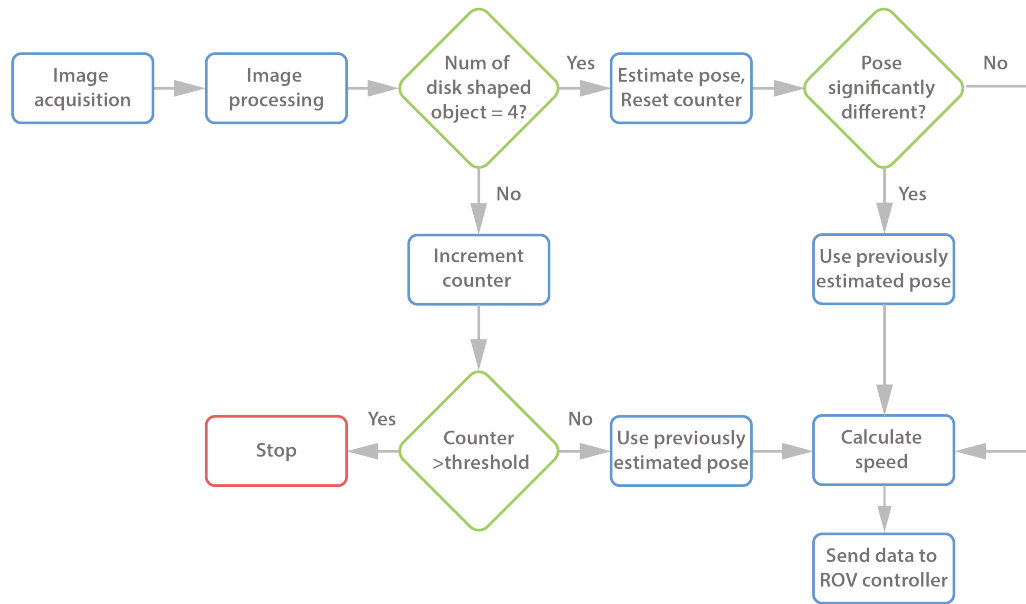 Image
acquisition
Image
processing
Num of
disk shaped
object = 4?
Yes
Estimate pose,
Reset counter
Pose
significantly
different?
No
No
Yes
Increment
counter
Use previously
estimated pose
Stop
Yes
Counter
>threshold
No
Use previously
estimated pose
Calculate
speed
Send data to
ROV controller